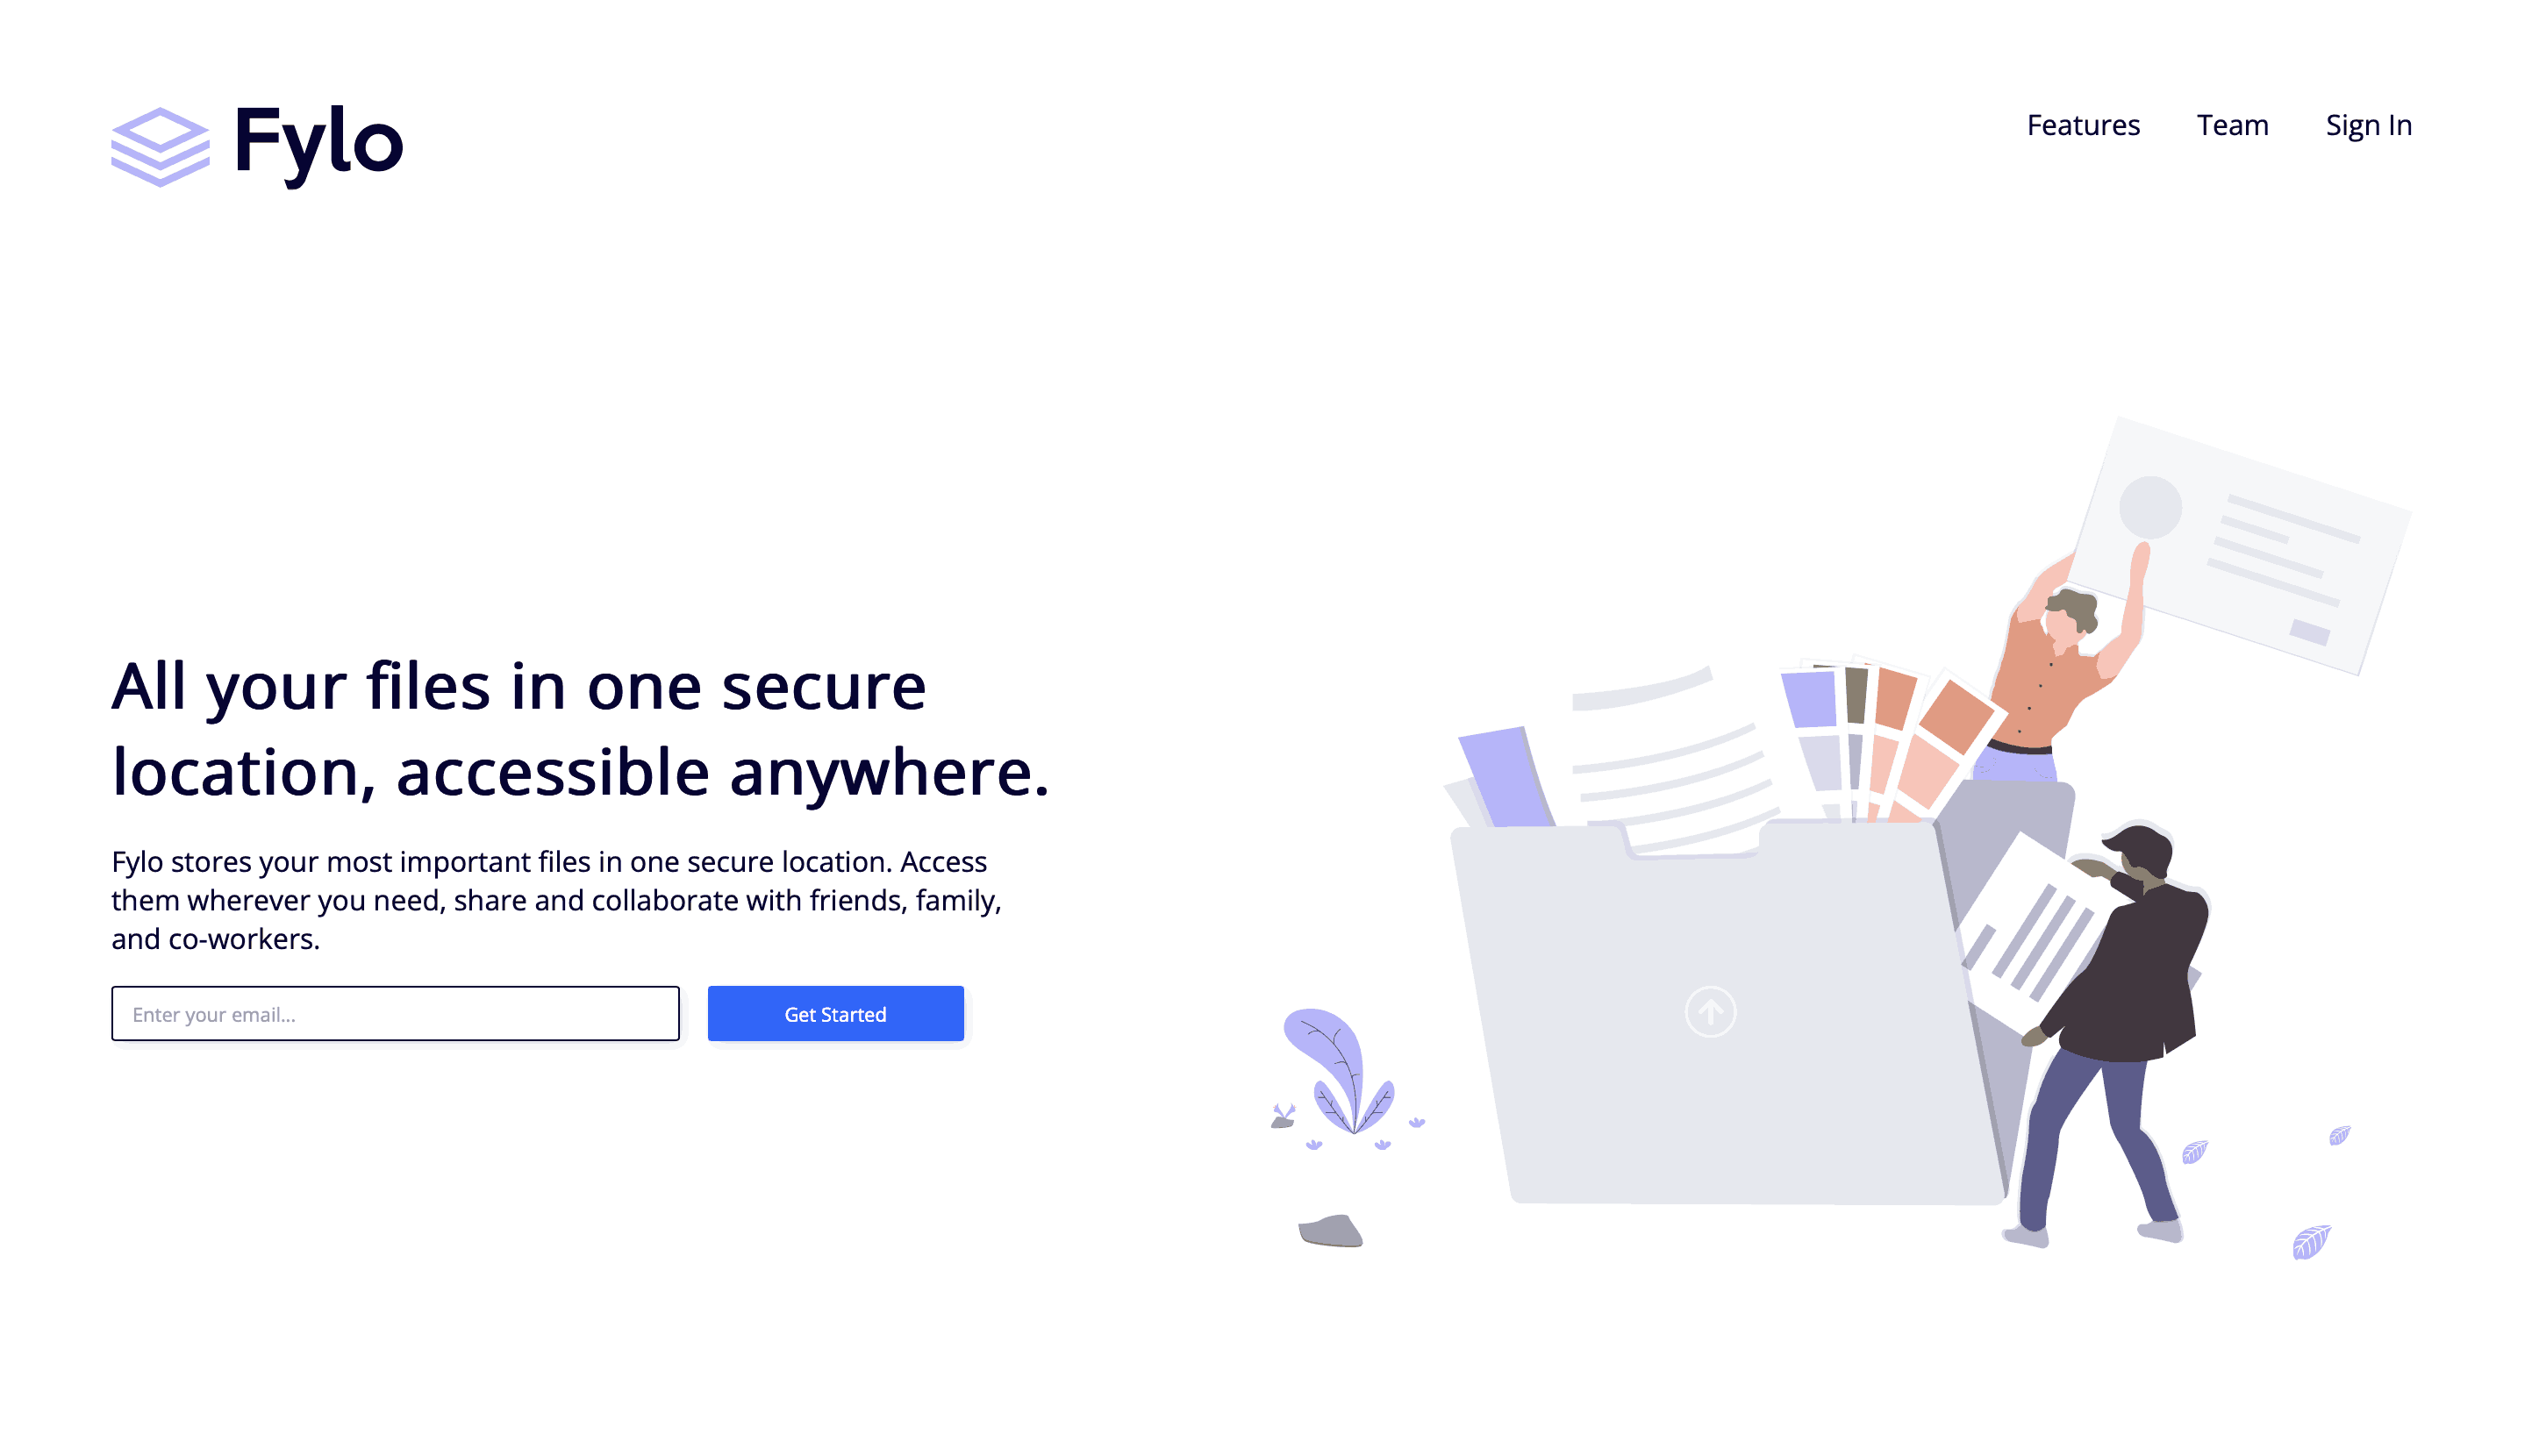 Fylo
Features Team Sign In
All your files in one secure
location, accessible anywhere.
Fylo stores your most important files in one secure location. Access
them wherever you need, share and collaborate with friends, family,
and co-workers.
Enter your email... Get Started